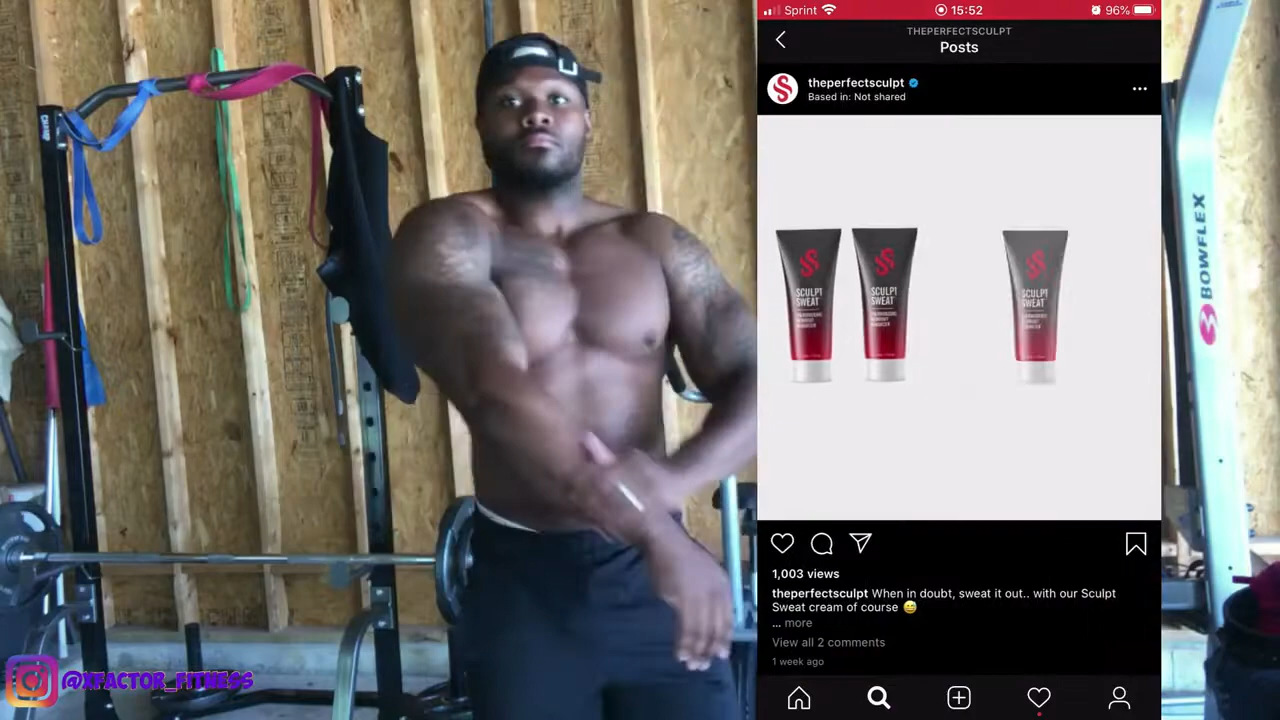 Sprint
15:52
96%
THEPERFECTSCULPT
Posts
theperfectsculpt
Based in: Not shared
SCULPT
SWEAT
SCULPT
SWEAT
SCULPT
SWEAT
1,003 views
theperfectsculpt When in doubt, sweat it out.. with our Sculpt
Sweat cream of course 😅
... more
View all 2 comments
1 week ago
BOWFLEX
@XFACTOR_FITNESS